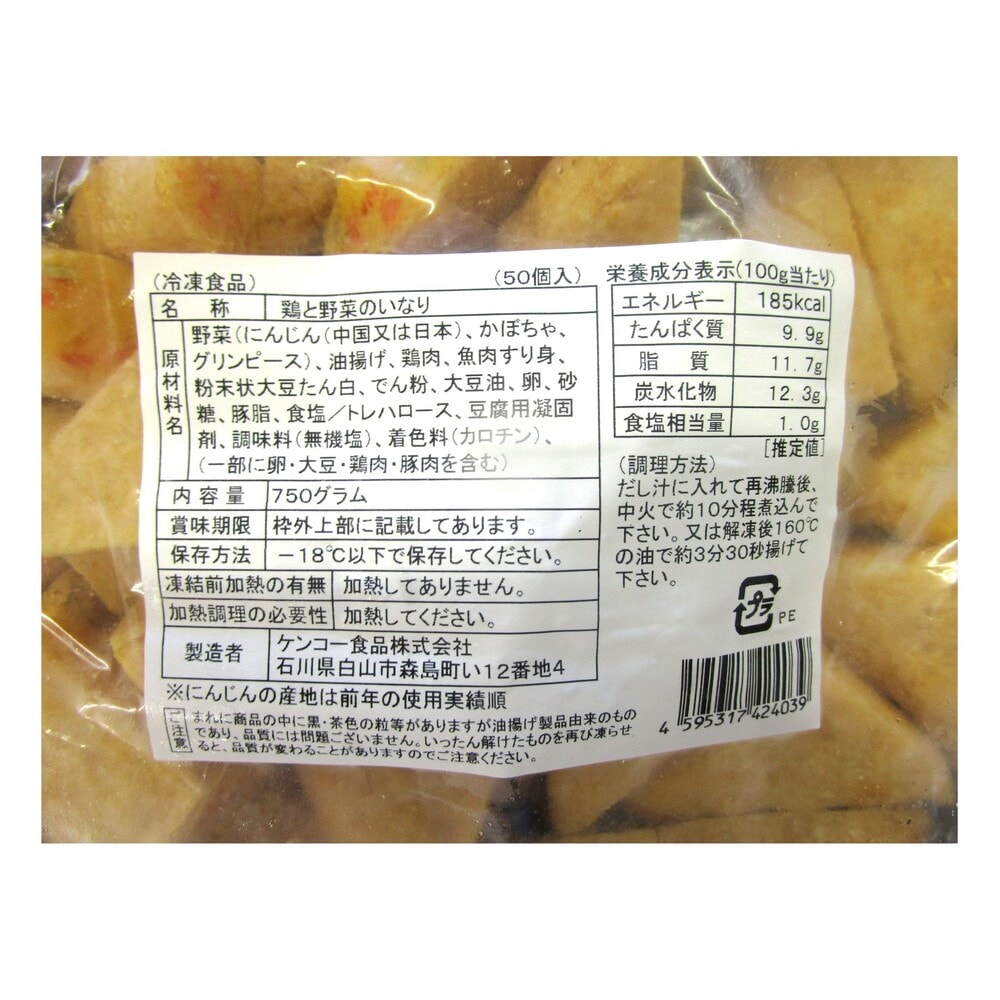 (冷凍食品) (50個入)
名 称 鶏と野菜のいなり
原材料名 野菜(にんじん(中国又は日本)、かぼちゃ、
グリンピース)、油揚げ、鶏肉、魚肉すり身、
粉末状大豆たん白、でん粉、大豆油、卵、砂
糖、豚脂、食塩/トレハロース、豆腐用凝固
剤、調味料(無機塩)、着色料(カロチン)、
(一部に卵・大豆・鶏肉・豚肉を含む)
内容量 750グラム
賞味期限 枠外上部に記載してあります。
保存方法 -18℃以下で保存してください。
凍結前加熱の有無 加熱してありません。
加熱調理の必要性 加熱してください。
製造者 ケンコー食品株式会社
石川県白山市森島町い12番地4
※にんじんの産地は前年の使用実績順
ご注意 まれに商品の中に黒・茶色の粒等がありますが油揚げ製品由来のもの
であり、品質には問題ございません。いったん解けたものを再び凍らせ
ると、品質が変わることがありますのでご注意ください。
栄養成分表示(100g当たり)
エネルギー 185kcal
たんぱく質 9.9g
脂 質 11.7g
炭水化物 12.3g
食塩相当量 1.0g
[推定値]
(調理方法)
だし汁に入れて再沸騰後、
中火で約10分程煮込んで
下さい。又は解凍後160℃
の油で約3分30秒揚げて
下さい。
プラ
PE
4 595317 424039